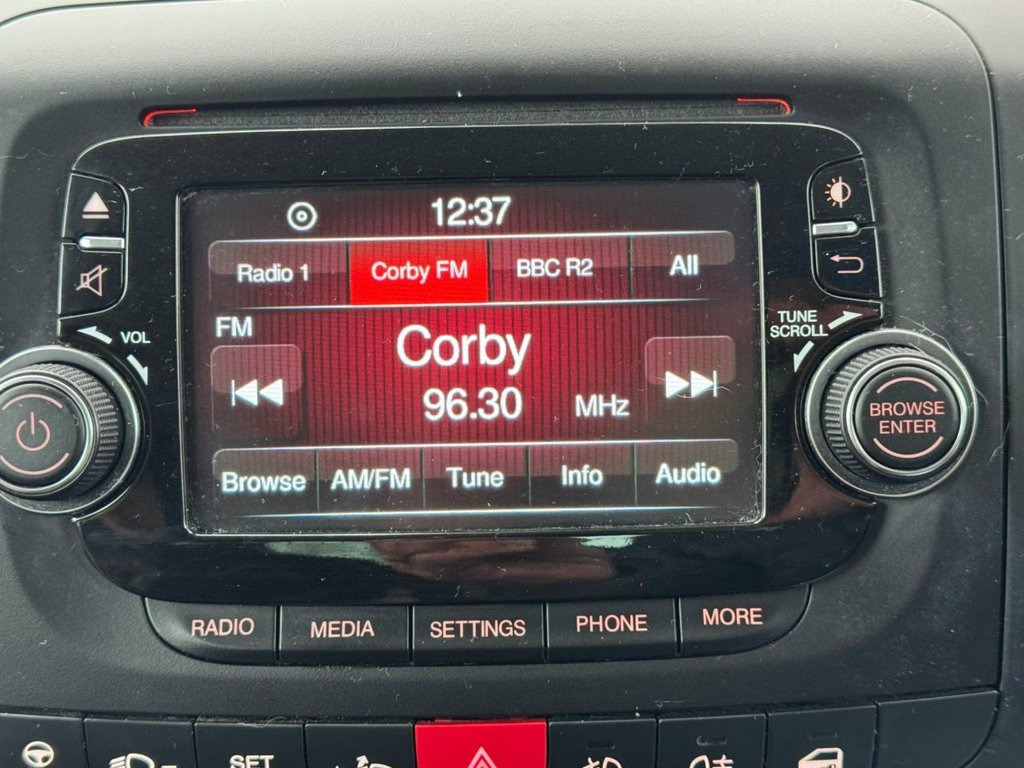 12:37
Radio 1 Corby FM BBC R2 All
FM
Corby
96.30 MHz
Browse AM/FM Tune Info Audio
VOL
TUNE
SCROLL
BROWSE
ENTER
RADIO MEDIA SETTINGS PHONE MORE
SET